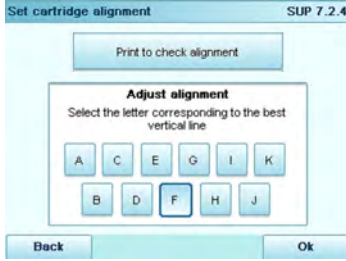 Set cartridge alignment SUP 7.2.4
Print to check alignment
Adjust alignment
Select the letter corresponding to the best
vertical line
A C E G I K
B D F H J
Back Ok